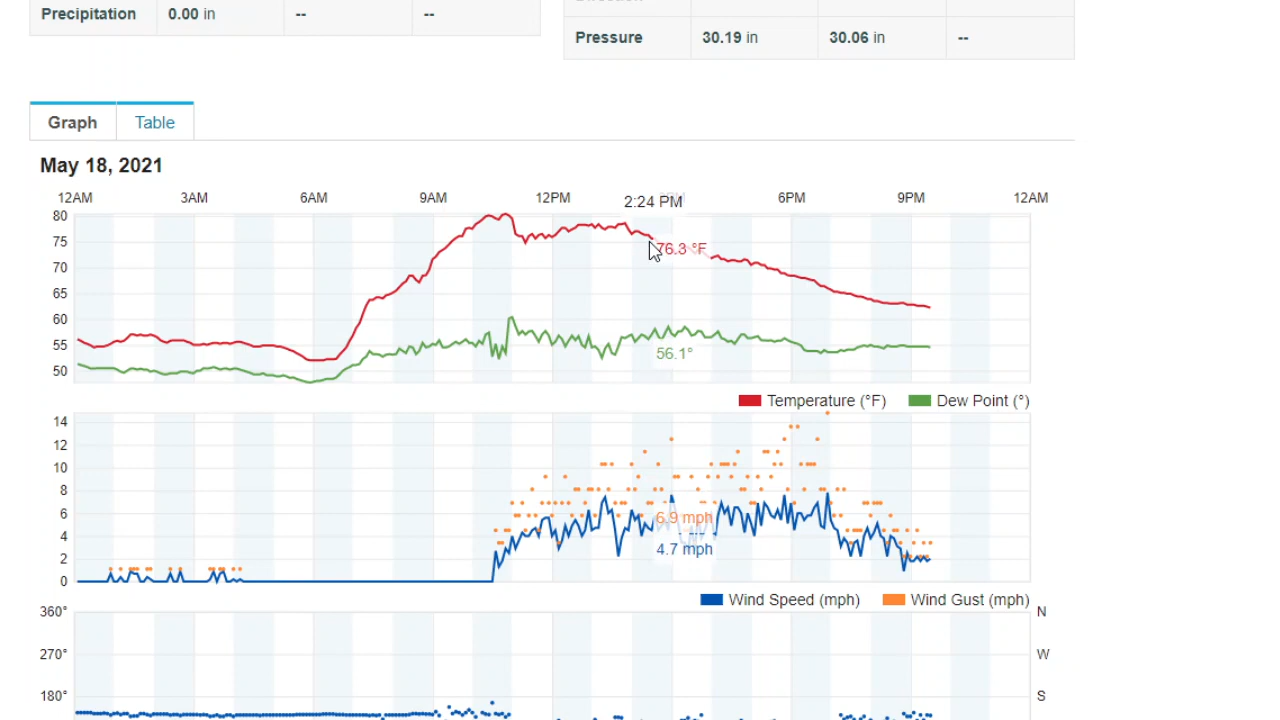 Precipitation 0.00 in -- --
Pressure 30.19 in 30.06 in --
Graph Table
May 18, 2021
12AM 3AM 6AM 9AM 12PM 2:24 PM 6PM 9PM 12AM
80
75
76.3 °F
70
65
60
55
56.1°
50
Temperature (°F) Dew Point (°)
14
12
10
8
6
6.9 mph
4
4.7 mph
2
0
Wind Speed (mph) Wind Gust (mph)
360° N
270° W
180° S